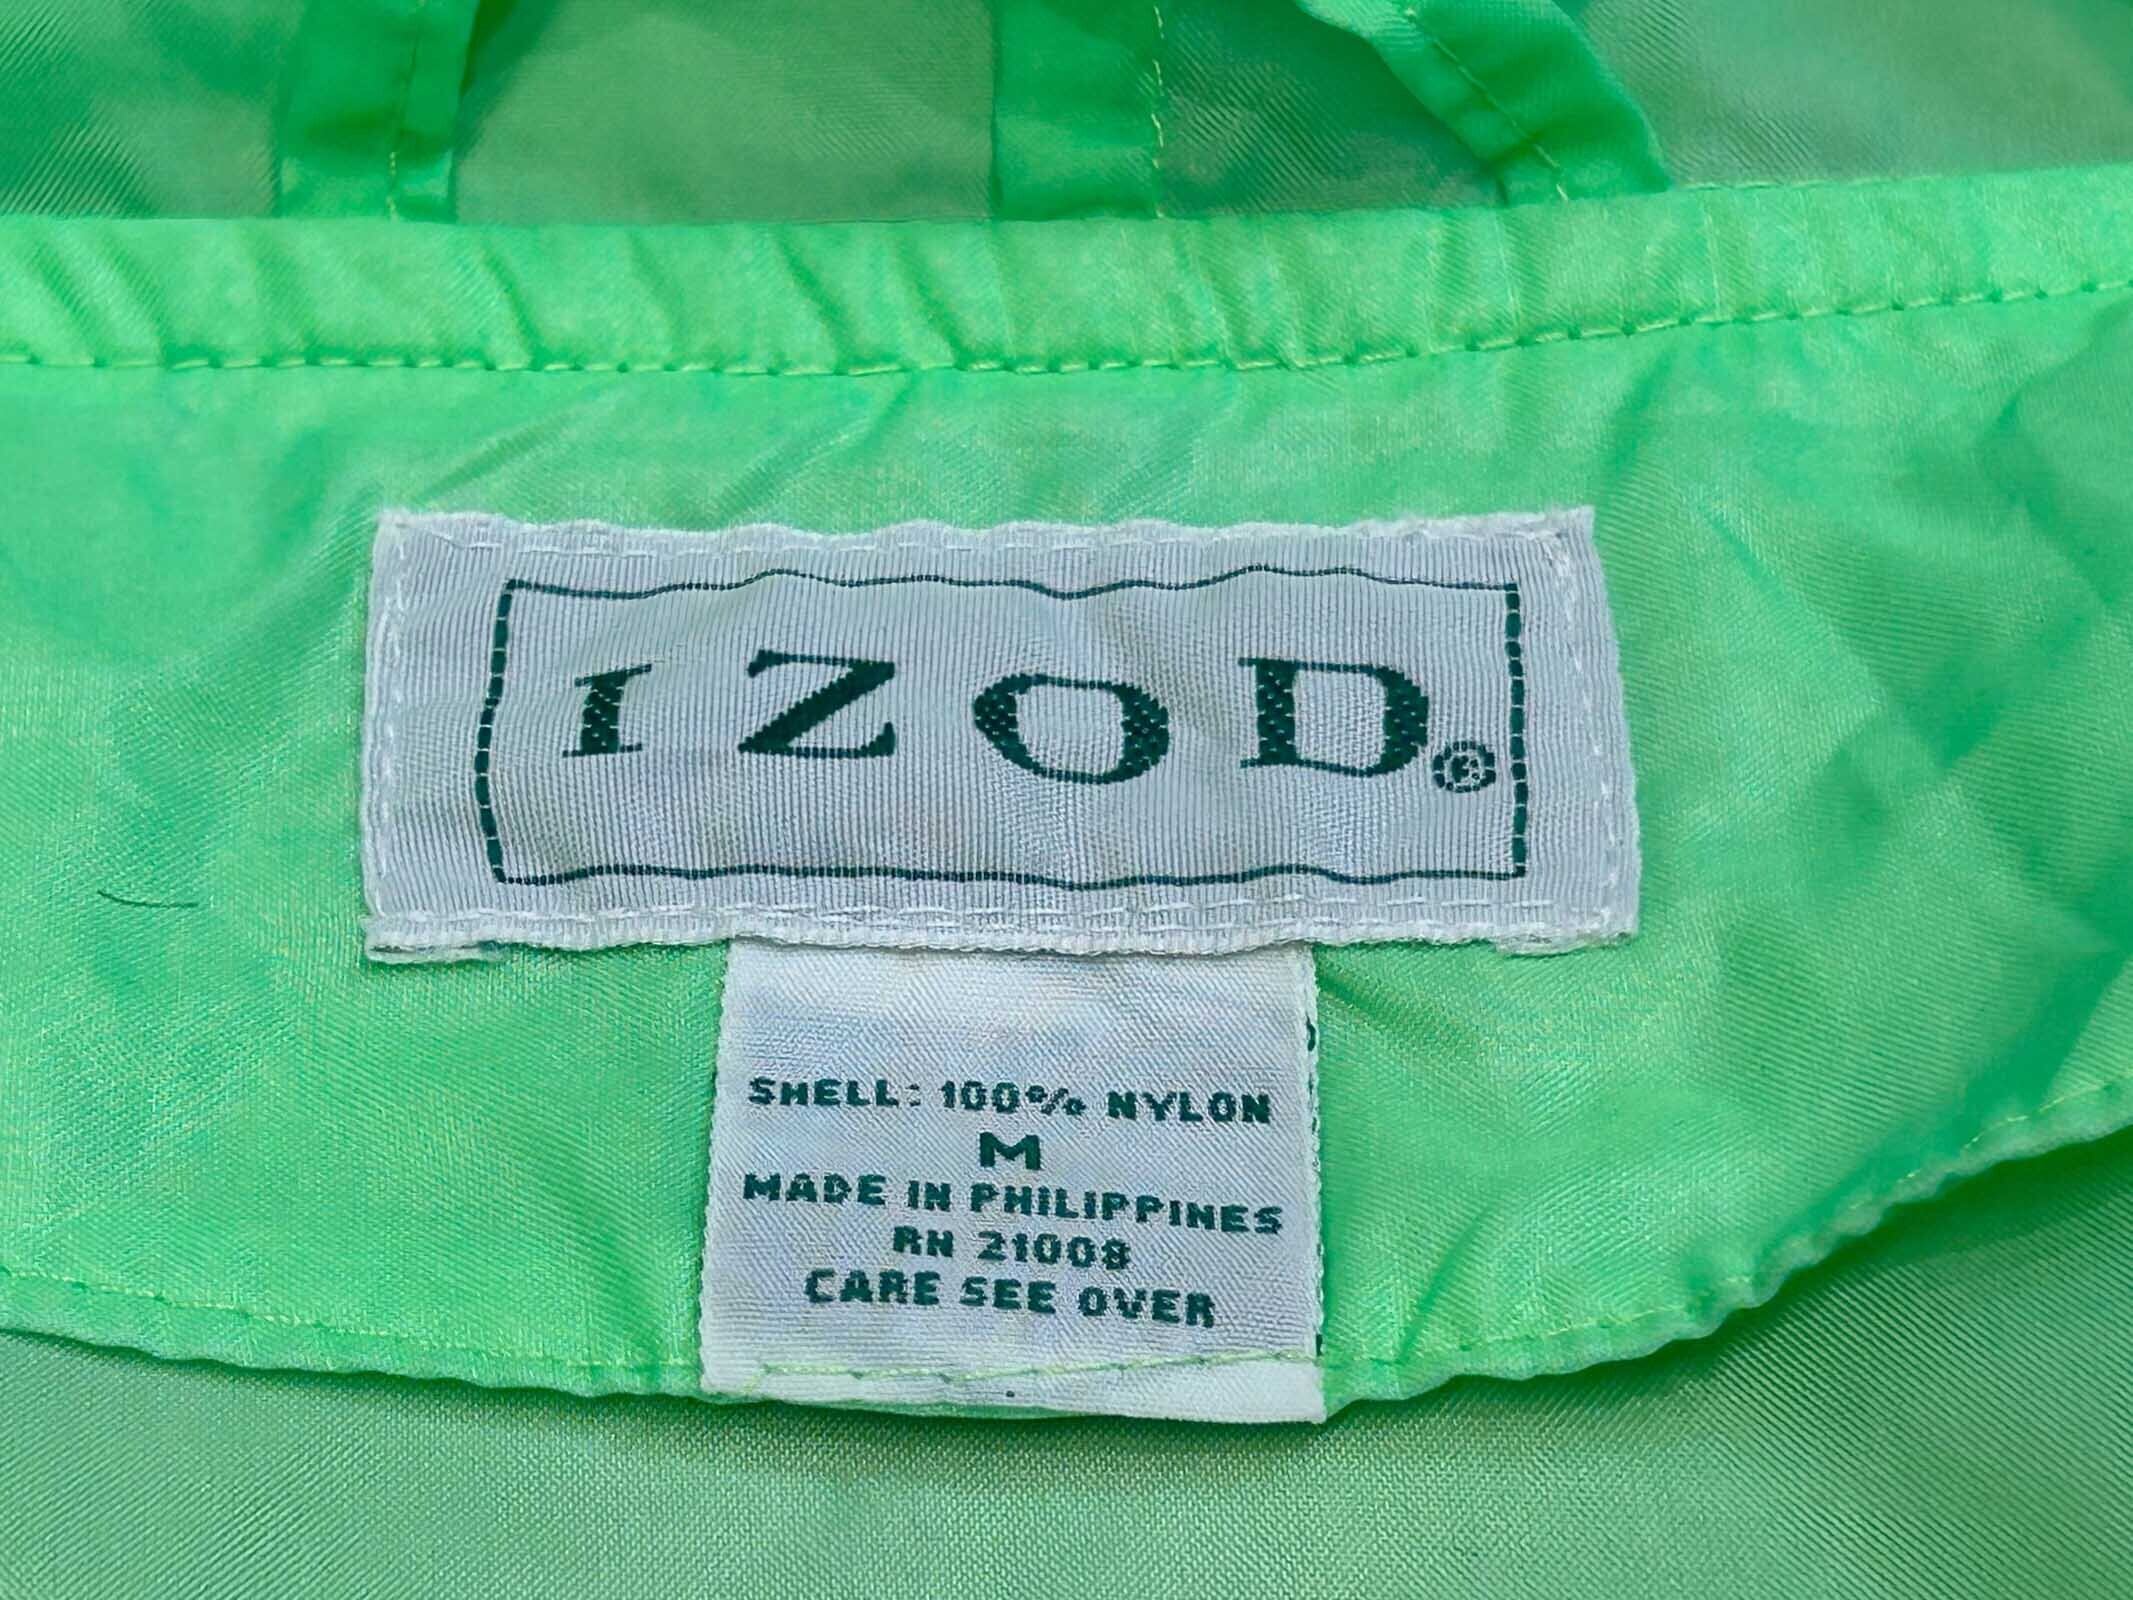 IZOD®
SHELL: 100% NYLON
M
MADE IN PHILIPPINES
RN 21008
CARE SEE OVER